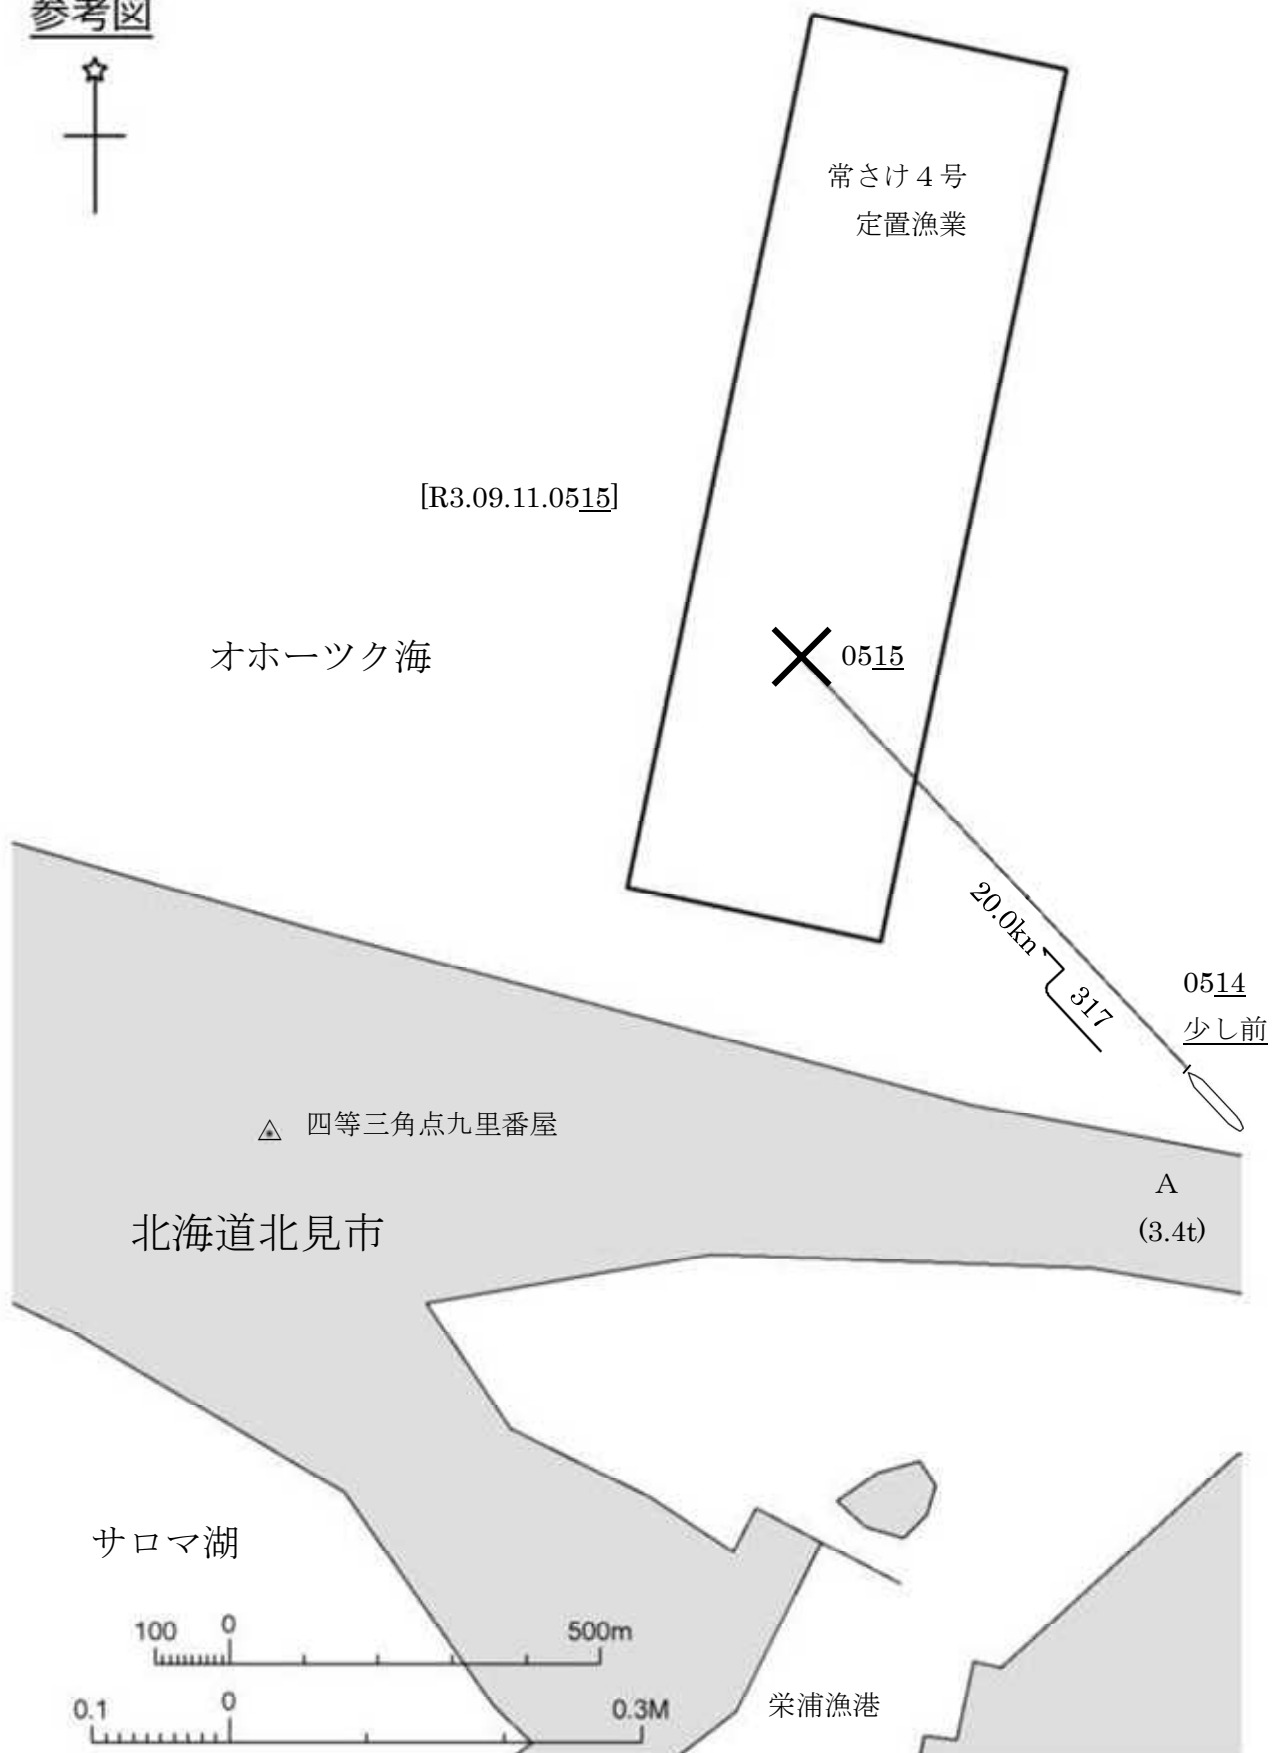 参考図
常さけ４号
定置漁業
[R3.09.11.0515]
オホーツク海
0515
20.0kn
317
0514
少し前
四等三角点九里番屋
A
(3.4t)
北海道北見市
サロマ湖
100 0 500m
0.1 0 0.3M
栄浦漁港